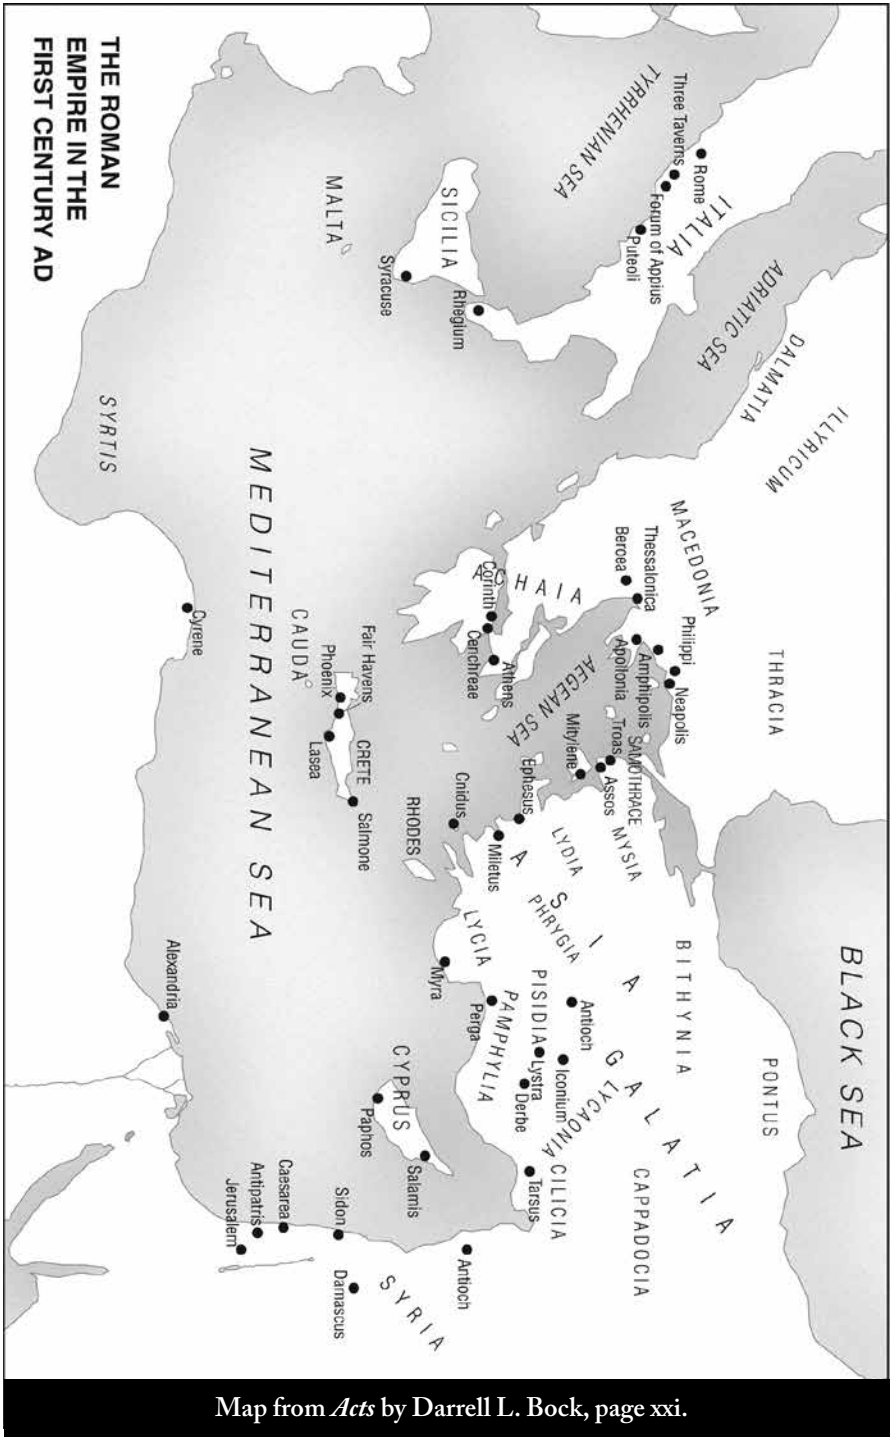 THE ROMAN
EMPIRE IN THE
FIRST CENTURY AD
TYRRHENIAN SEA
Three Taverns
Rome
Forum of Appius
Puteoli
ITALIA
ADRIATIC SEA
DALMATIA
ILLYRICUM
SICILIA
MALTA
Syracuse
Rhegium
SYRTIS
MEDITERRANEAN SEA
MACEDONIA
Thessalonica
Beroea
ACHAIA
Corinth
Cenchreae
Athens
AEGEAN SEA
Philippi
Neapolis
Amphipolis
Apollonia
THRACIA
SAMOTHRACE
Troas
Assos
Mitylene
MYSIA
LYDIA
Ephesus
Miletus
Cnidus
RHODES
Cyrene
CAUDA
Fair Havens
Phoenix
Lasea
CRETE
Salmone
BLACK SEA
BITHYNIA
PONTUS
ASIA
PHRYGIA
GALATIA
LYCIA
Myra
PISIDIA
PAMPHYLIA
Perga
Antioch
Iconium
Lystra
Derbe
LYCAONIA
CAPPADOCIA
CILICIA
Tarsus
CYPRUS
Paphos
Salamis
Alexandria
Antioch
SYRIA
Sidon
Damascus
Caesarea
Antipatris
Jerusalem
Map from Acts by Darrell L. Bock, page xxi.